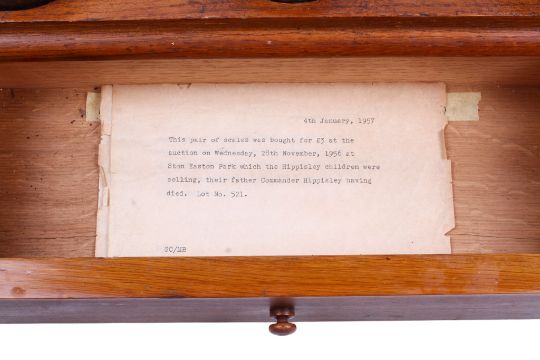 4th January, 1957
This pair of scales was bought for £3 at the
auction on Wednesday, 28th November, 1956 at
Ston Easton Park which the Hippisley children were
selling, their father Commander Hippisley having
died.  Lot No. 521.
GC/MB